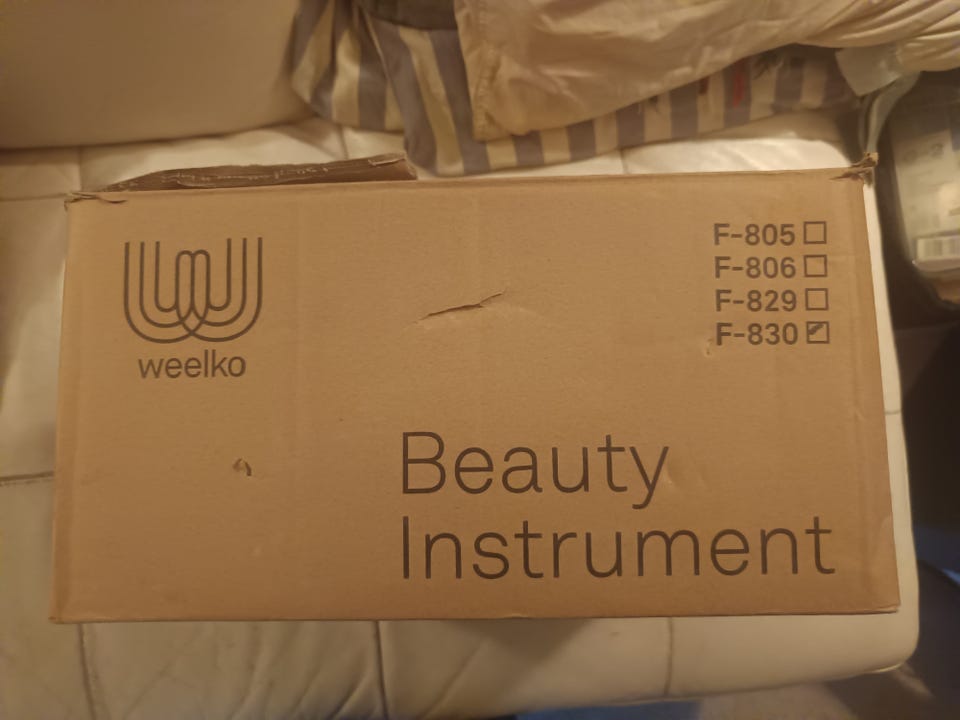 weelko
F-805
F-806
F-829
F-830
Beauty
Instrument